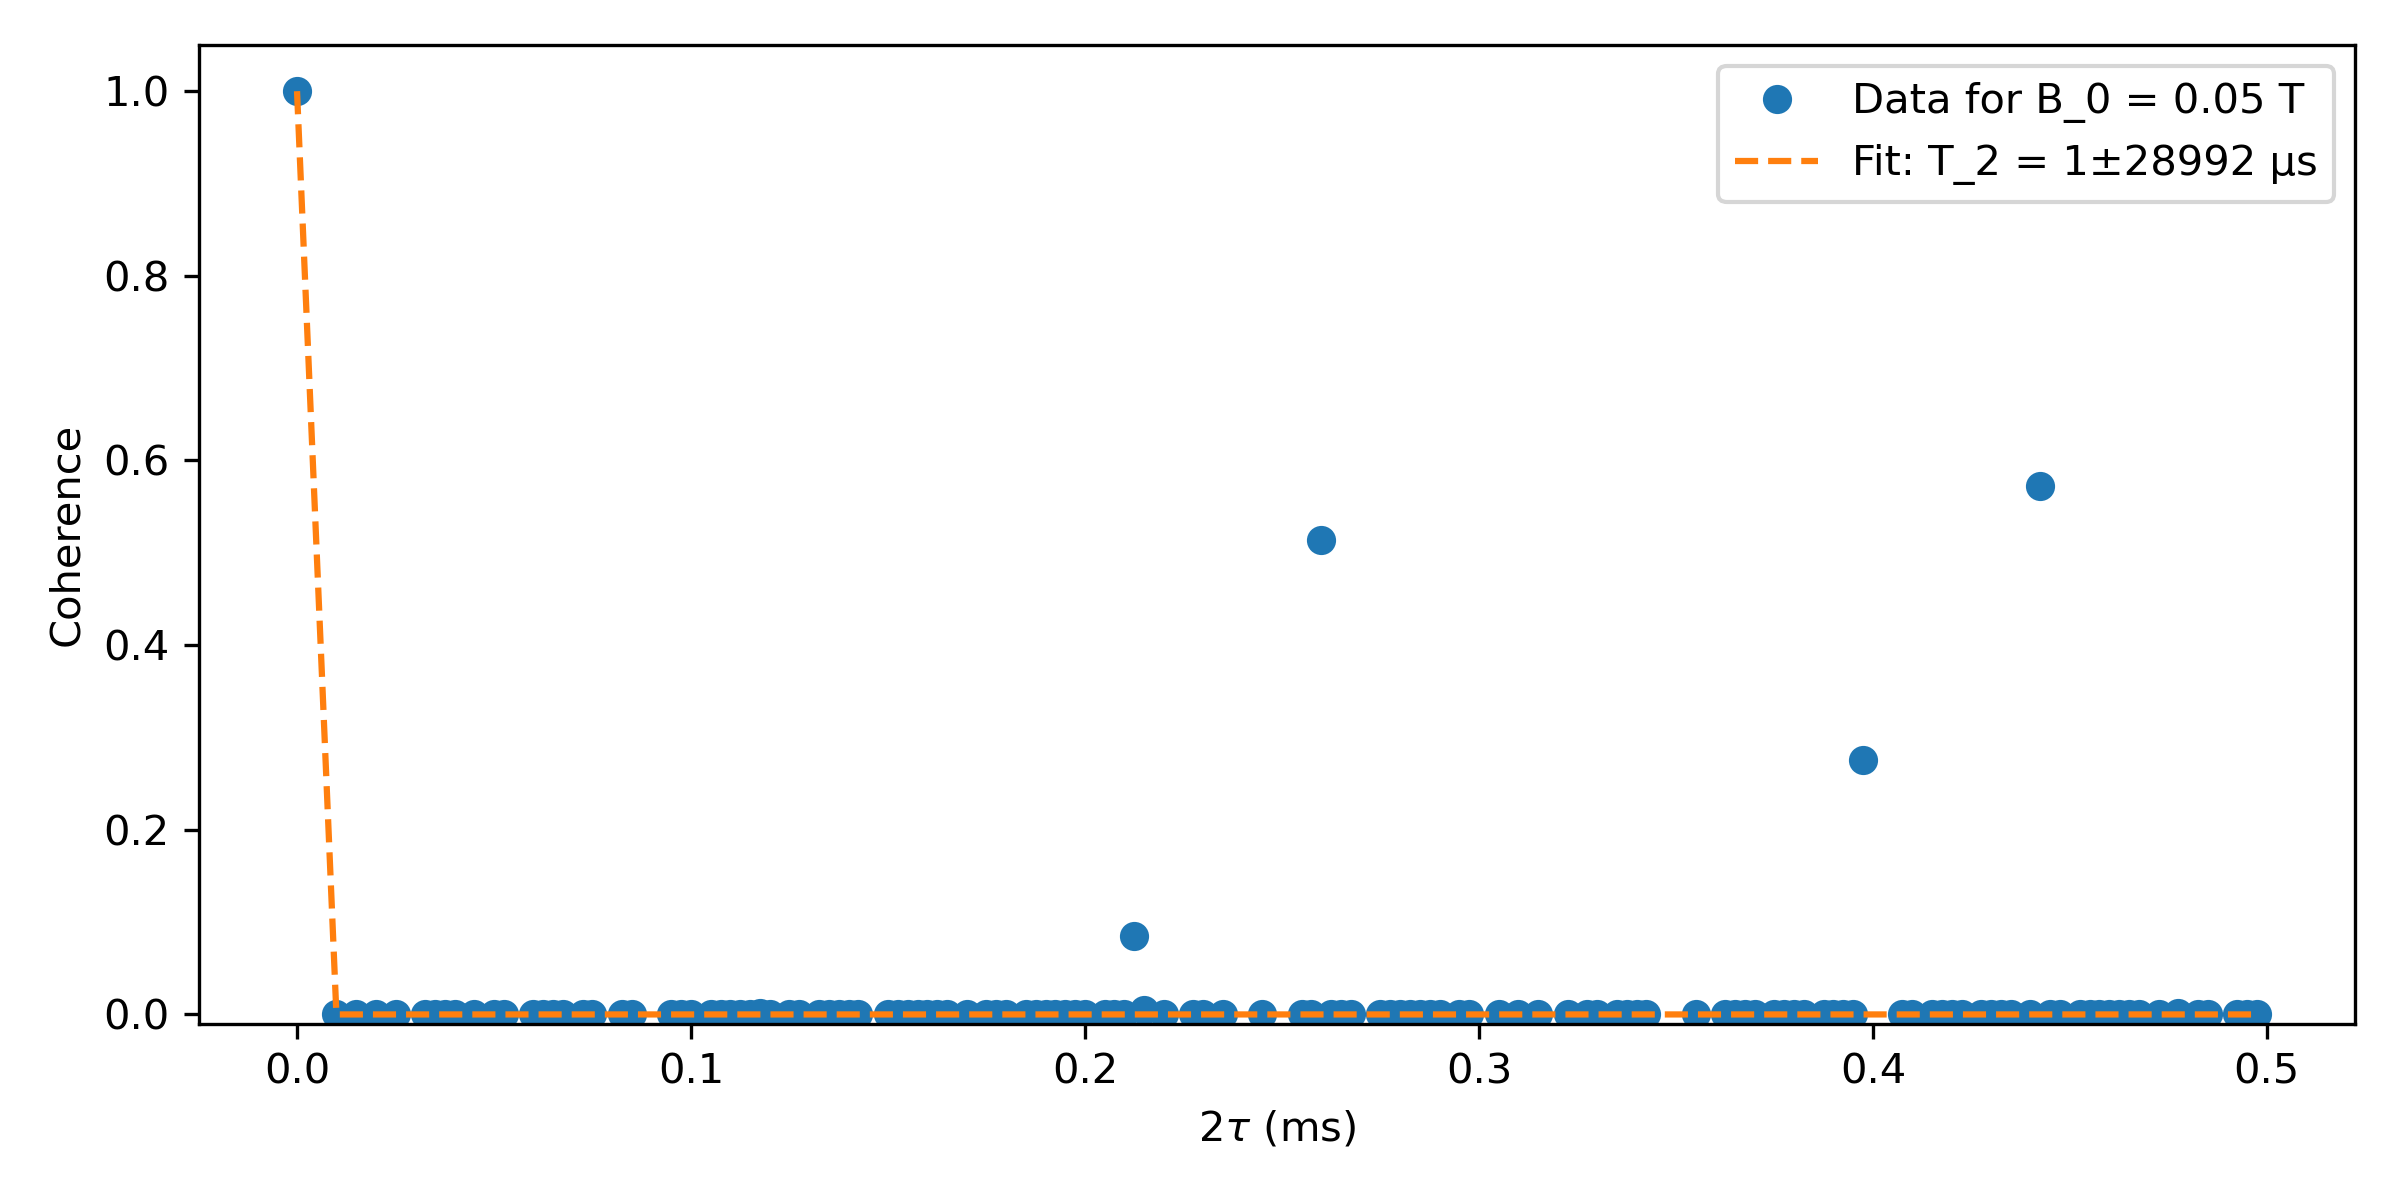 Data for B_0 = 0.05 T
Fit: T_2 = 1±28992 μs
Coherence
1.0
0.8
0.6
0.4
0.2
0.0
0.0 0.1 0.2 0.3 0.4 0.5
2τ (ms)